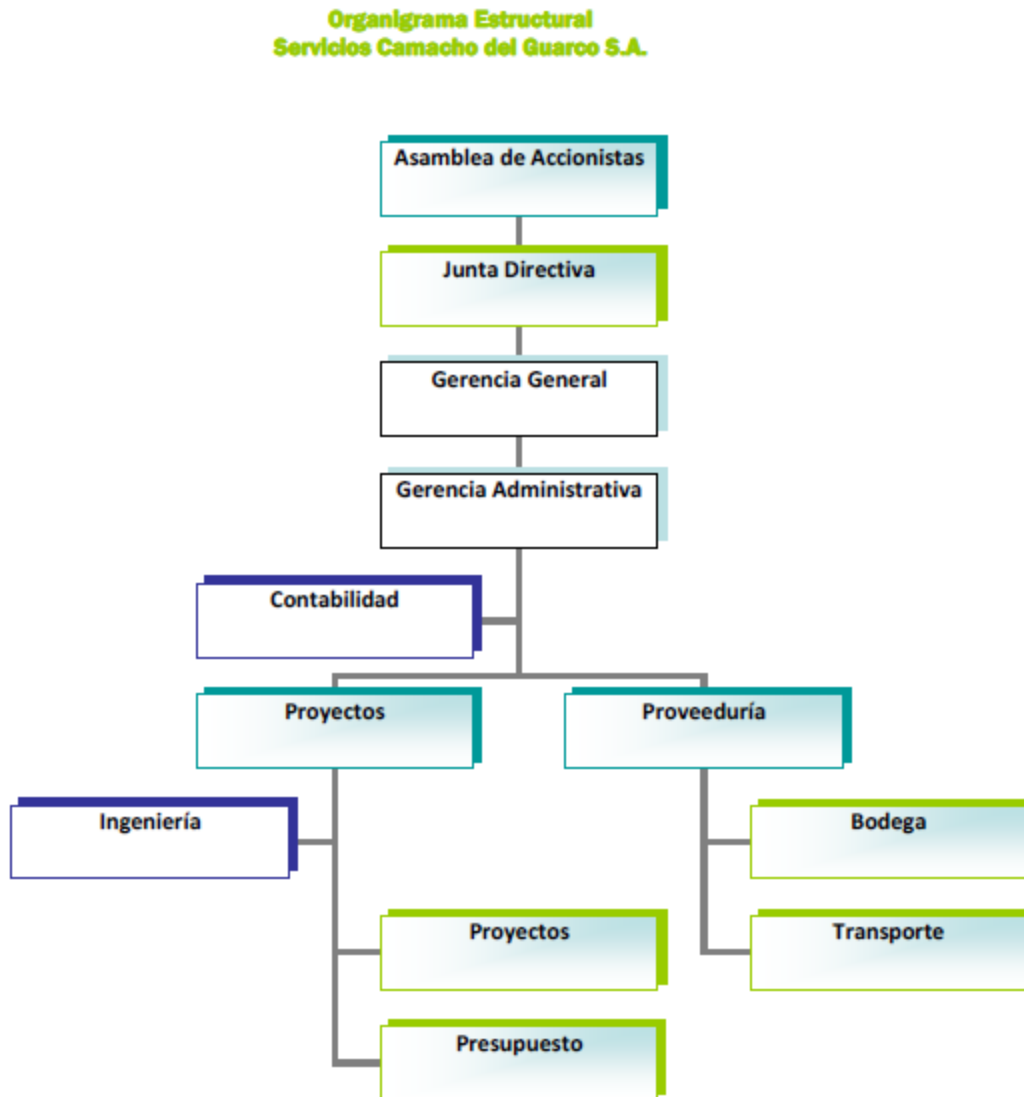 Organigrama Estructural
Servicios Camacho del Guarco S.A.
Asamblea de Accionistas
Junta Directiva
Gerencia General
Gerencia Administrativa
Contabilidad
Proyectos
Proveeduría
Ingeniería
Bodega
Proyectos
Transporte
Presupuesto